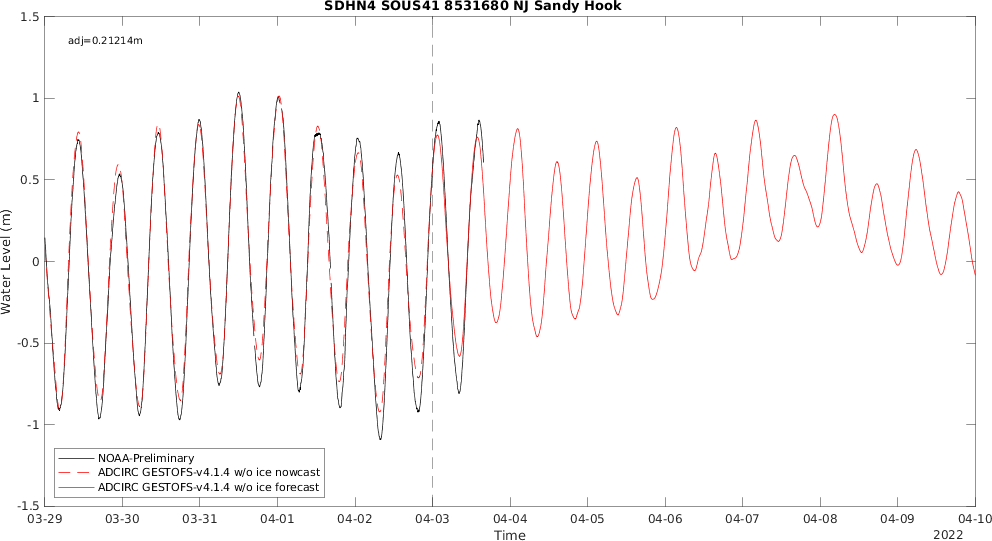 SDHN4 SOUS41 8531680 NJ Sandy Hook
adj=0.21214m
1.5
1
0.5
0
-0.5
-1
-1.5
Water Level (m)
NOAA-Preliminary
ADCIRC GESTOFS-v4.1.4 w/o ice nowcast
ADCIRC GESTOFS-v4.1.4 w/o ice forecast
03-29 03-30 03-31 04-01 04-02 04-03 04-04 04-05 04-06 04-07 04-08 04-09 04-10
Time
2022